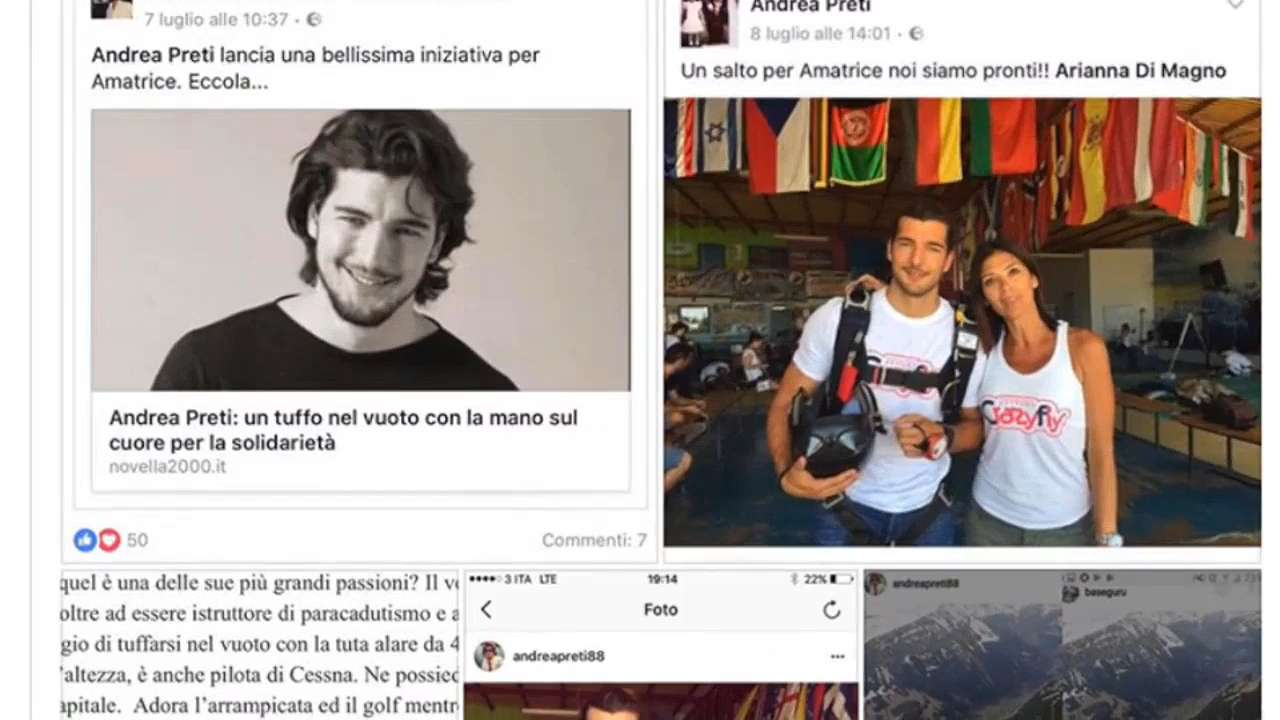 7 luglio alle 10:37 ·
Andrea Preti lancia una bellissima iniziativa per
Amatrice. Eccola...
Andrea Preti: un tuffo nel vuoto con la mano sul
cuore per la solidarietà
novella2000.it
50
Commenti: 7
Andrea Preti
8 luglio alle 14:01 ·
Un salto per Amatrice noi siamo pronti!! Arianna Di Magno
CrazyFly
quel è una delle sue più grandi passioni? Il v
oltre ad essere istruttore di paracadutismo e a
gio di tuffarsi nel vuoto con la tuta alare da 4
l'altezza, è anche pilota di Cessna. Ne possied
apitale. Adora l'arrampicata ed il golf mentr
3 ITA LTE 19:14 22%
Foto
andreapreti88
andreapreti88
baseguru